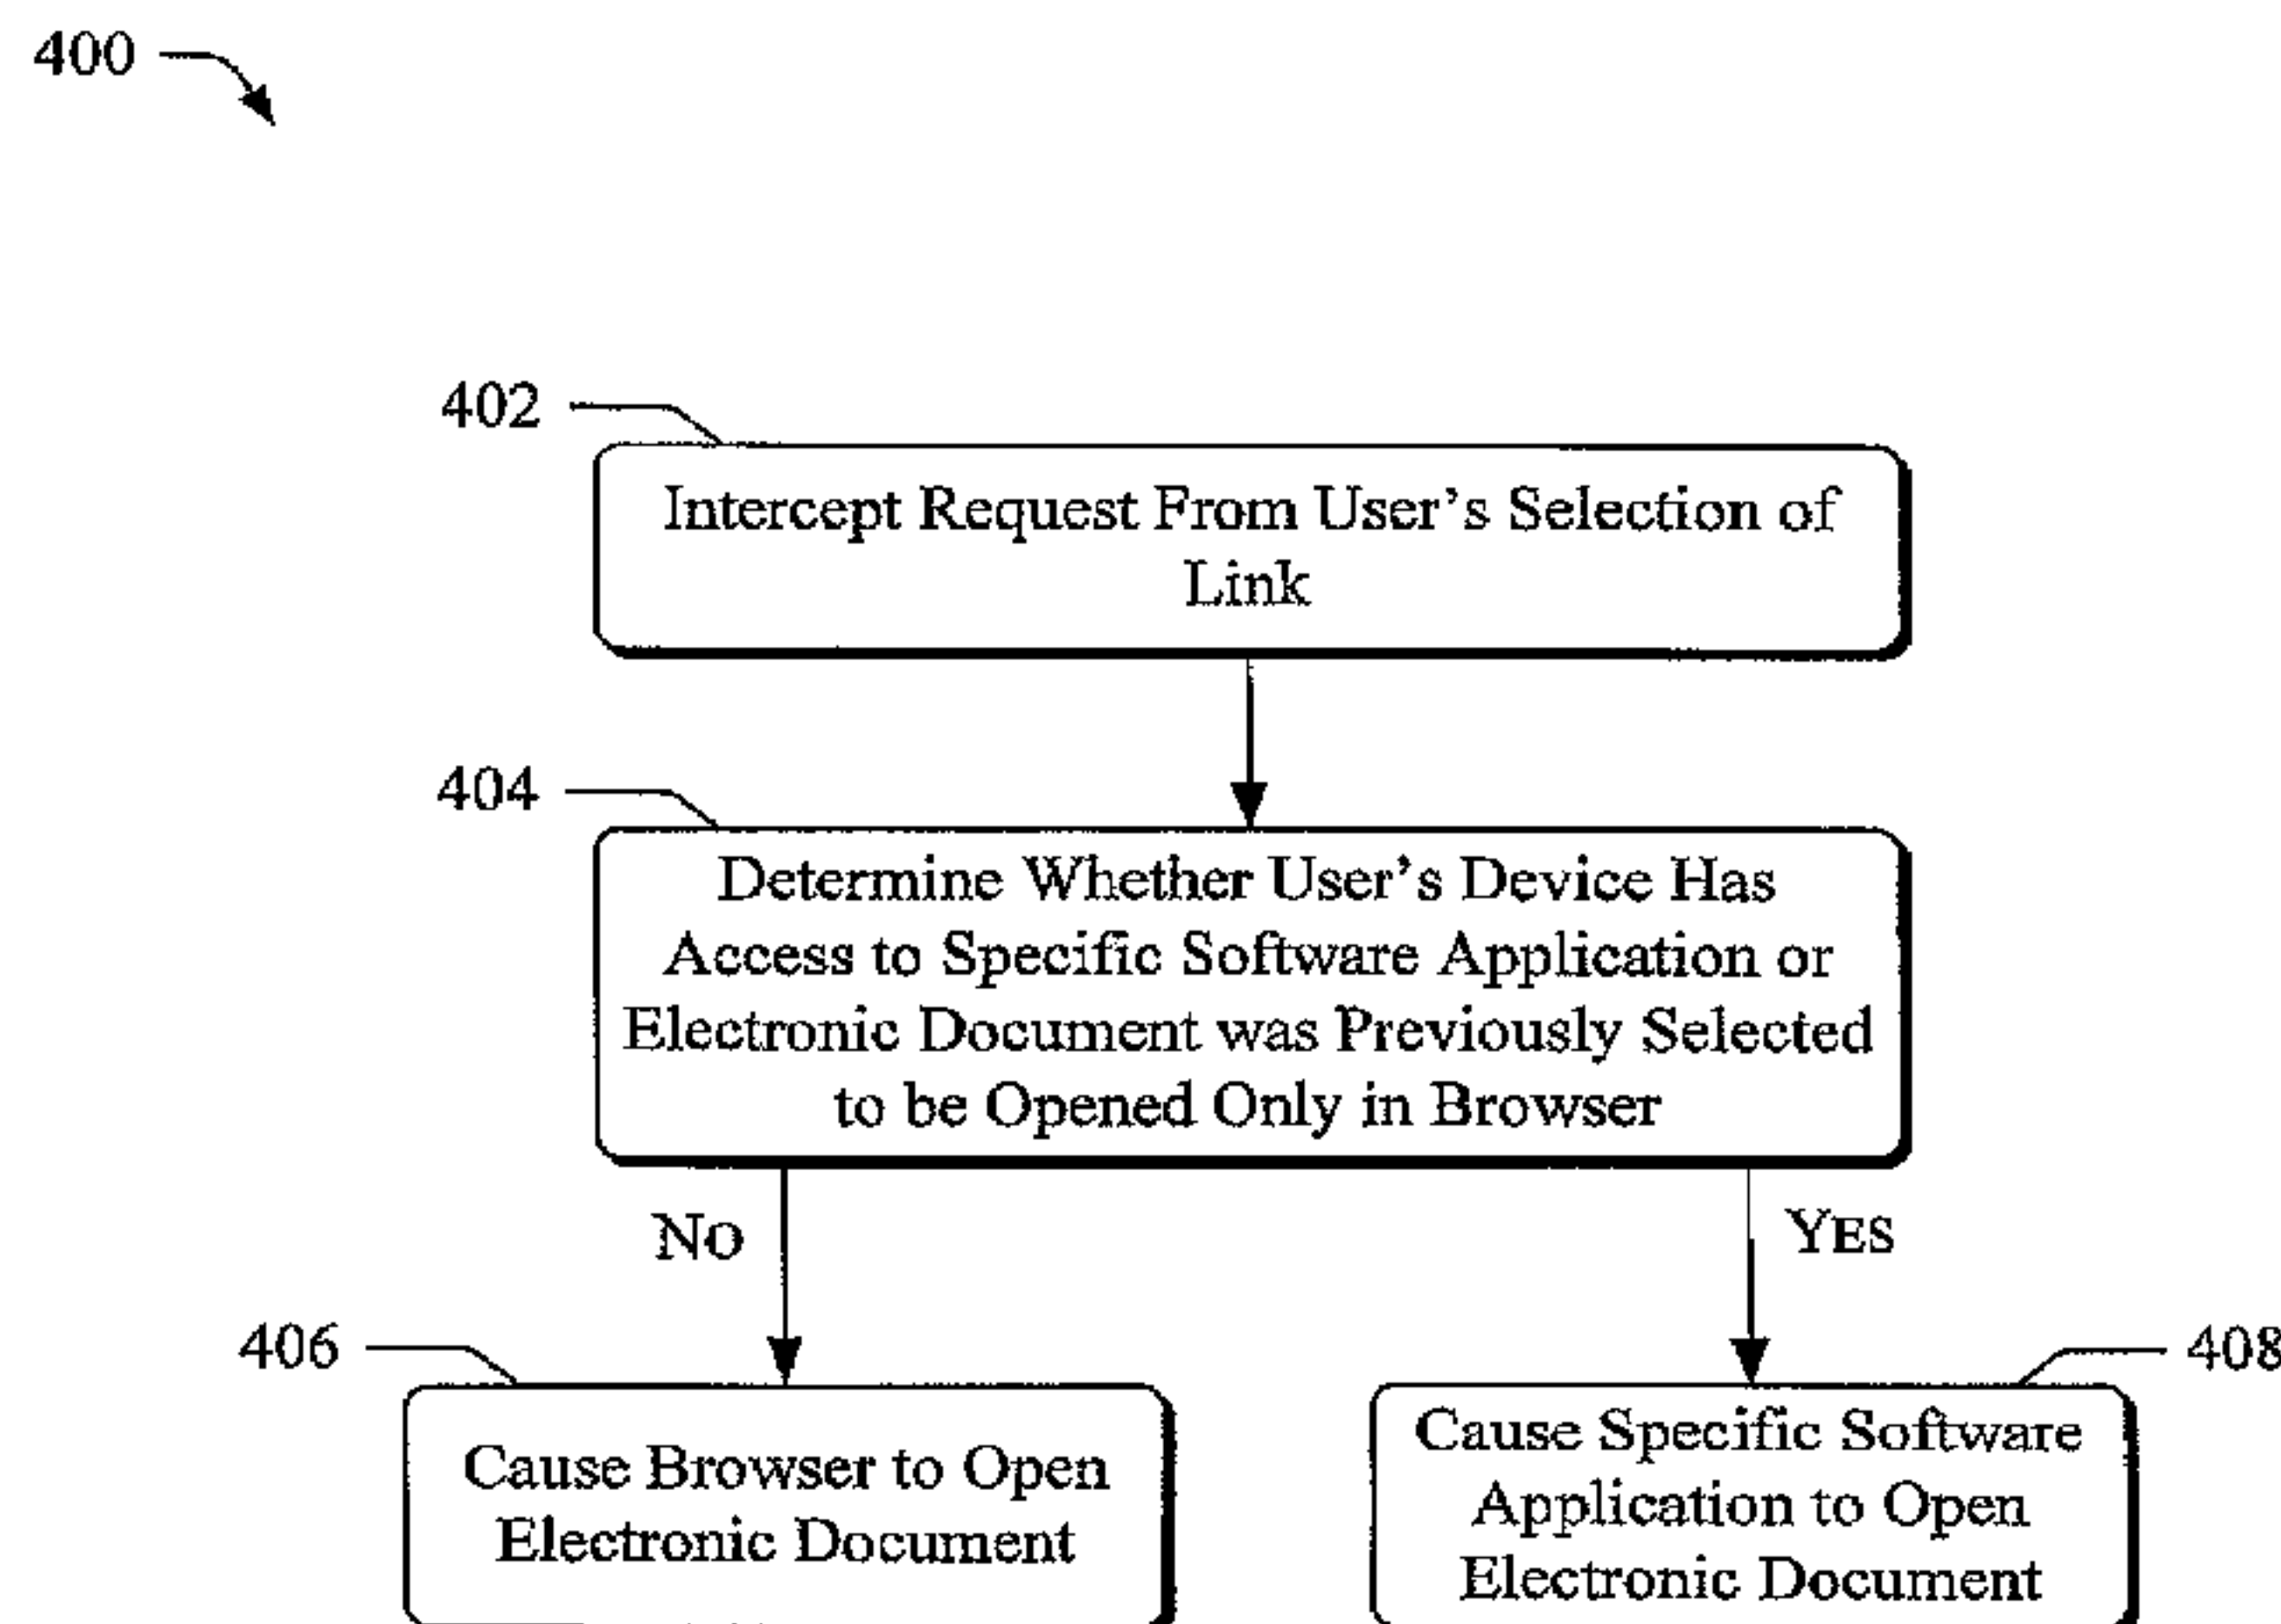 400
402
Intercept Request From User's Selection of
Link
404
Determine Whether User's Device Has
Access to Specific Software Application or
Electronic Document was Previously Selected
to be Opened Only in Browser
NO
YES
406
408
Cause Browser to Open
Electronic Document
Cause Specific Software
Application to Open
Electronic Document